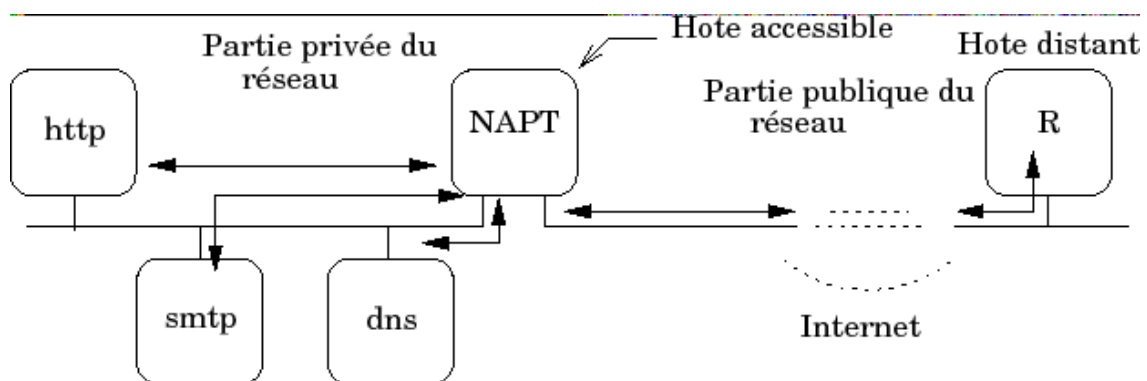 Partie privée du
réseau
Hote accessible
Hote distant
http
NAPT
Partie publique du
réseau
R
smtp
dns
Internet